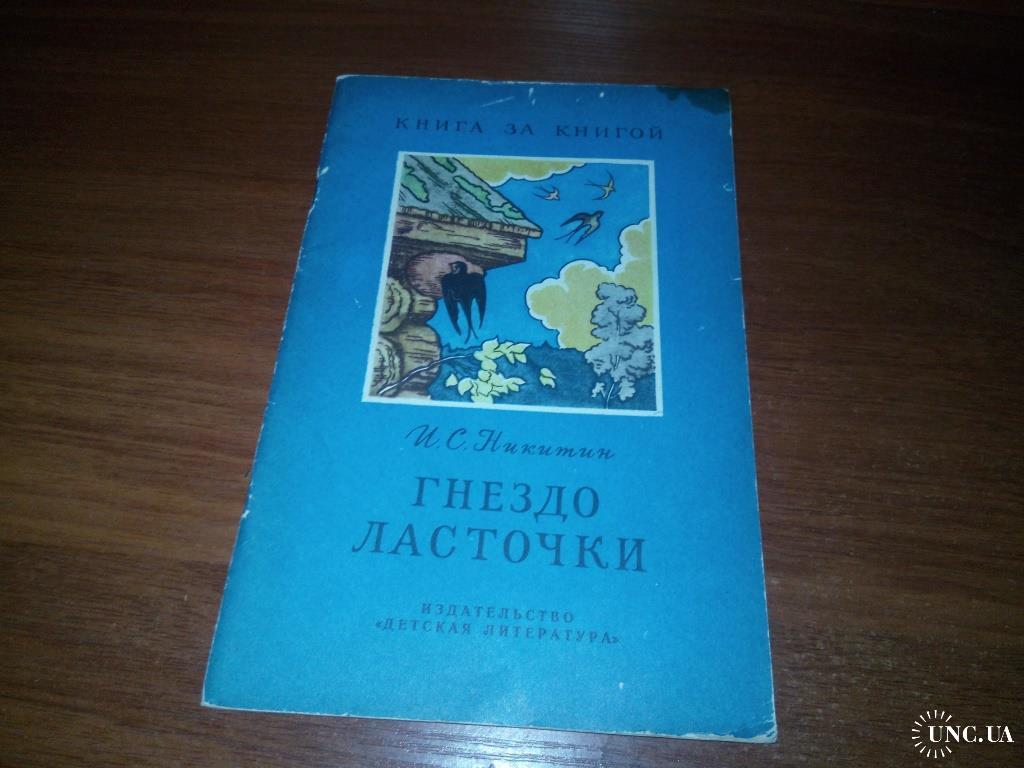 КНИГА ЗА КНИГОЙ
И. С. Никитин
ГНЕЗДО
ЛАСТОЧКИ
ИЗДАТЕЛЬСТВО
«ДЕТСКАЯ ЛИТЕРАТУРА»
UNC.UA